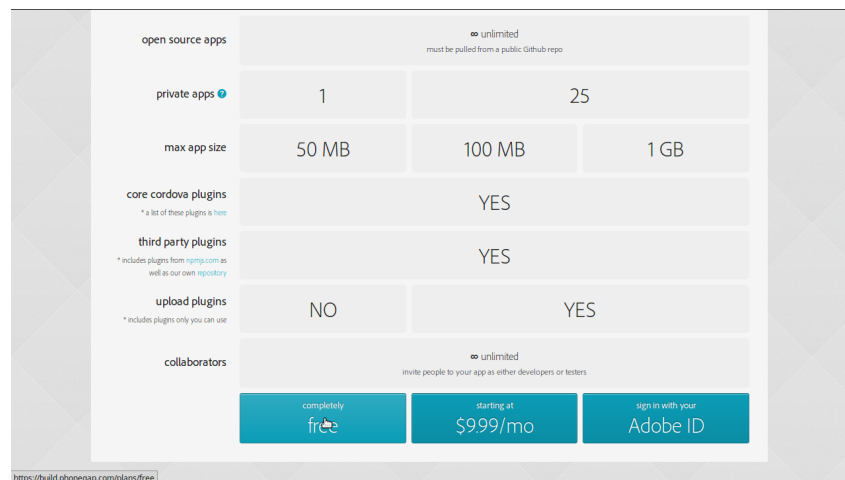 open source apps
∞ unlimited
must be pulled from a public Github repo
private apps ?
1
25
max app size
50 MB
100 MB
1 GB
core cordova plugins
* a list of these plugins is here
YES
third party plugins
* includes plugins from npmjs.com as
well as our own repository
YES
upload plugins
* includes plugins only you can use
NO
YES
collaborators
∞ unlimited
invite people to your app as either developers or testers
completely
free
starting at
$9.99/mo
sign in with your
Adobe ID
https://build.phonegap.com/plans/free